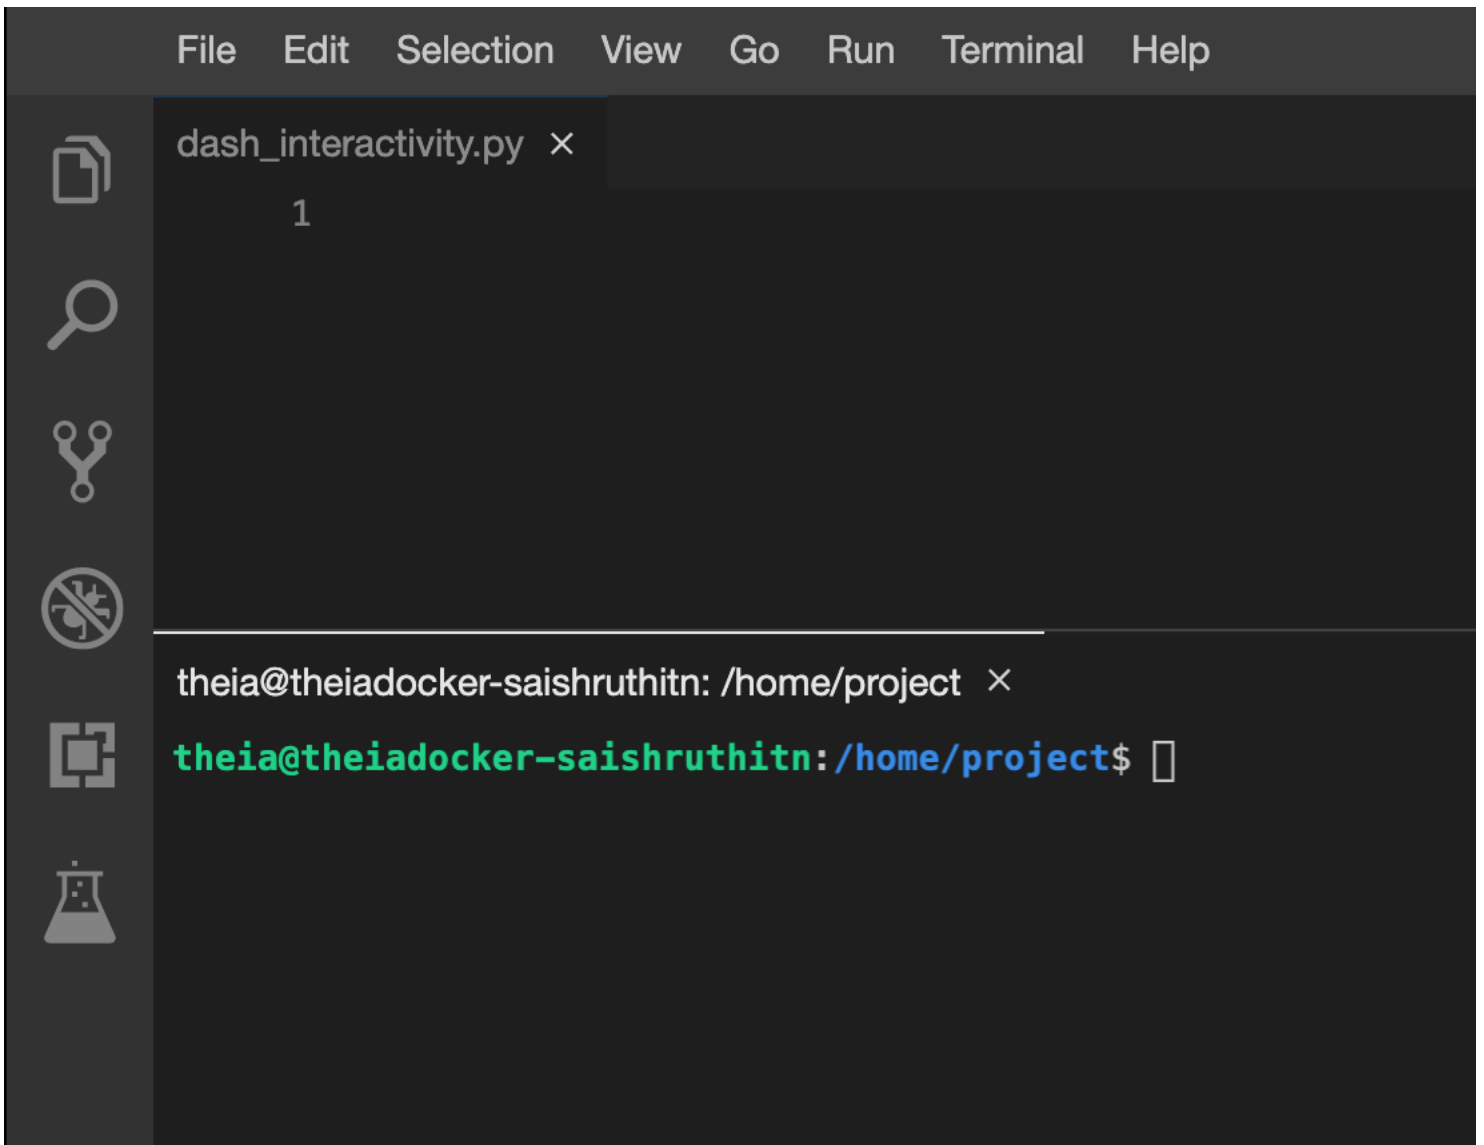 File Edit Selection View Go Run Terminal Help
dash_interactivity.py ×
1
theia@theiadocker-saishruthitn: /home/project ×
theia@theiadocker-saishruthitn:/home/project$